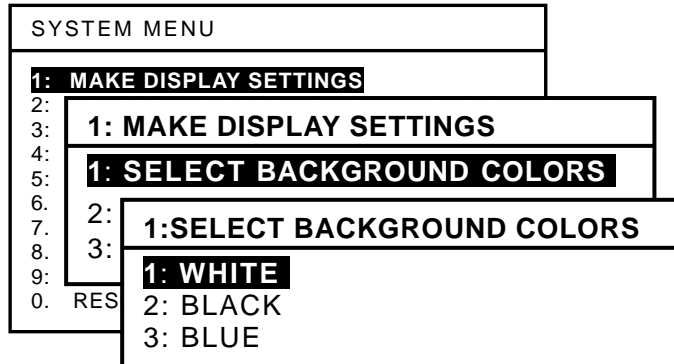 SYSTEM MENU
1: MAKE DISPLAY SETTINGS
2:
3:
4:
5:
6.
7.
8.
9:
0. RES
1: MAKE DISPLAY SETTINGS
1: SELECT BACKGROUND COLORS
2:
3:
1:SELECT BACKGROUND COLORS
1: WHITE
2: BLACK
3: BLUE